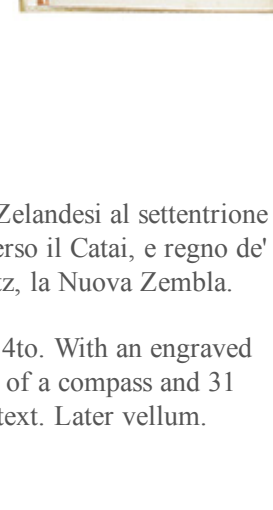 Zelandesi al settentrione
erso il Catai, e regno de'
tz, la Nuova Zembla.
4to. With an engraved
of a compass and 31
text. Later vellum.